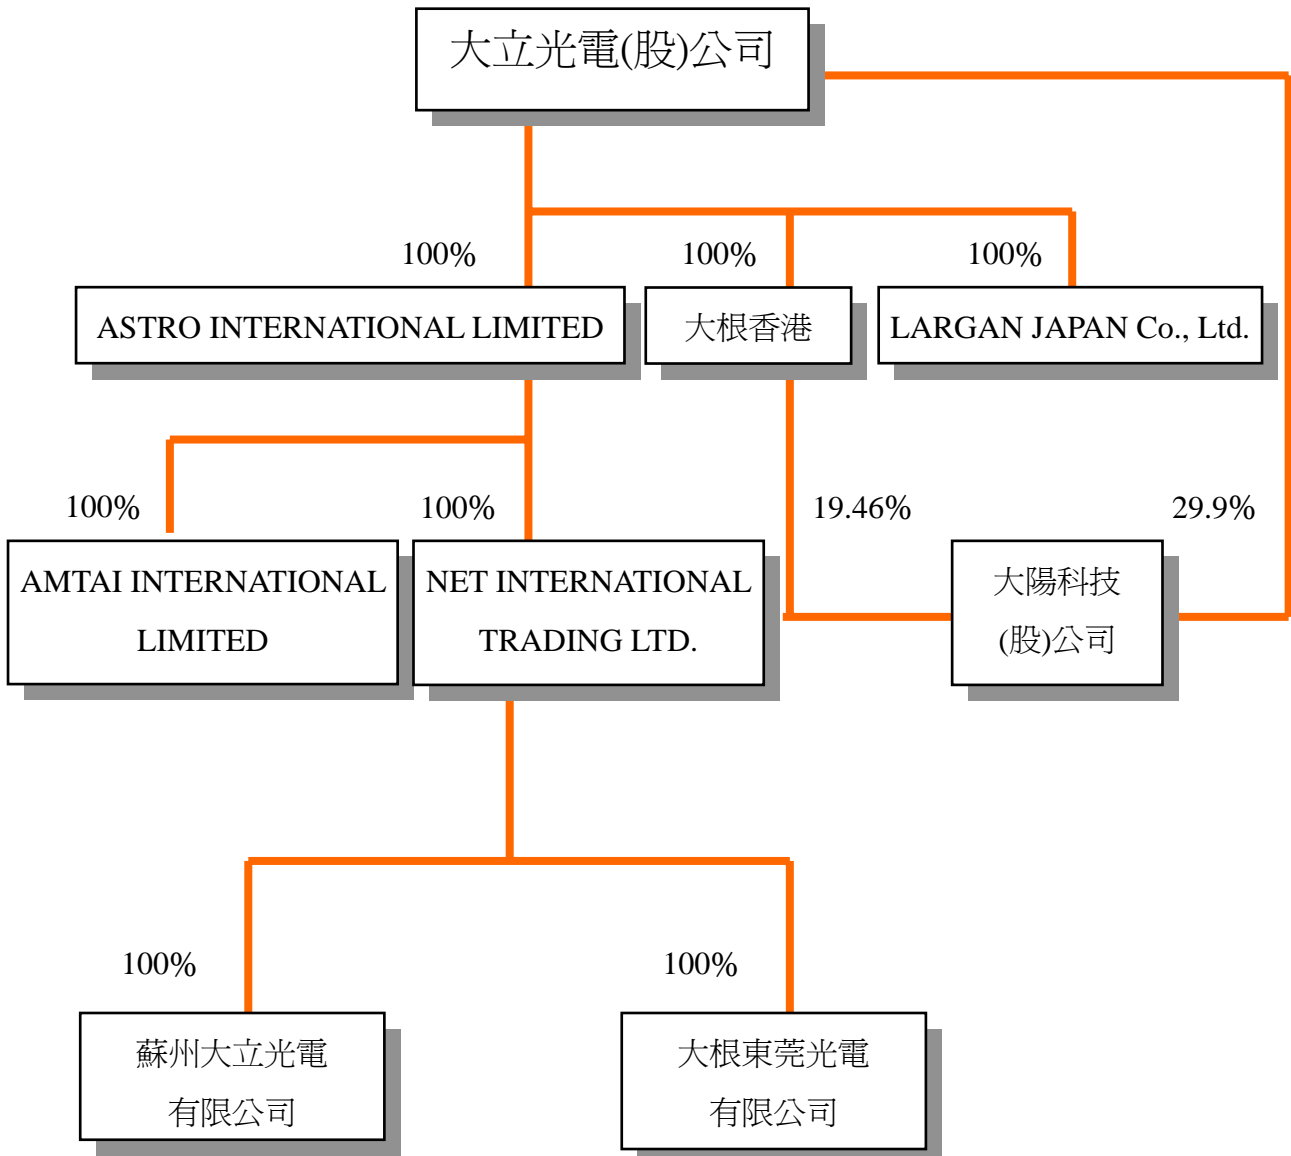 大立光電(股)公司
100%
100%
100%
ASTRO INTERNATIONAL LIMITED
大根香港
LARGAN JAPAN Co., Ltd.
100%
100%
19.46%
29.9%
AMTAI INTERNATIONAL
LIMITED
NET INTERNATIONAL
TRADING LTD.
大陽科技
(股)公司
100%
100%
蘇州大立光電
有限公司
大根東莞光電
有限公司